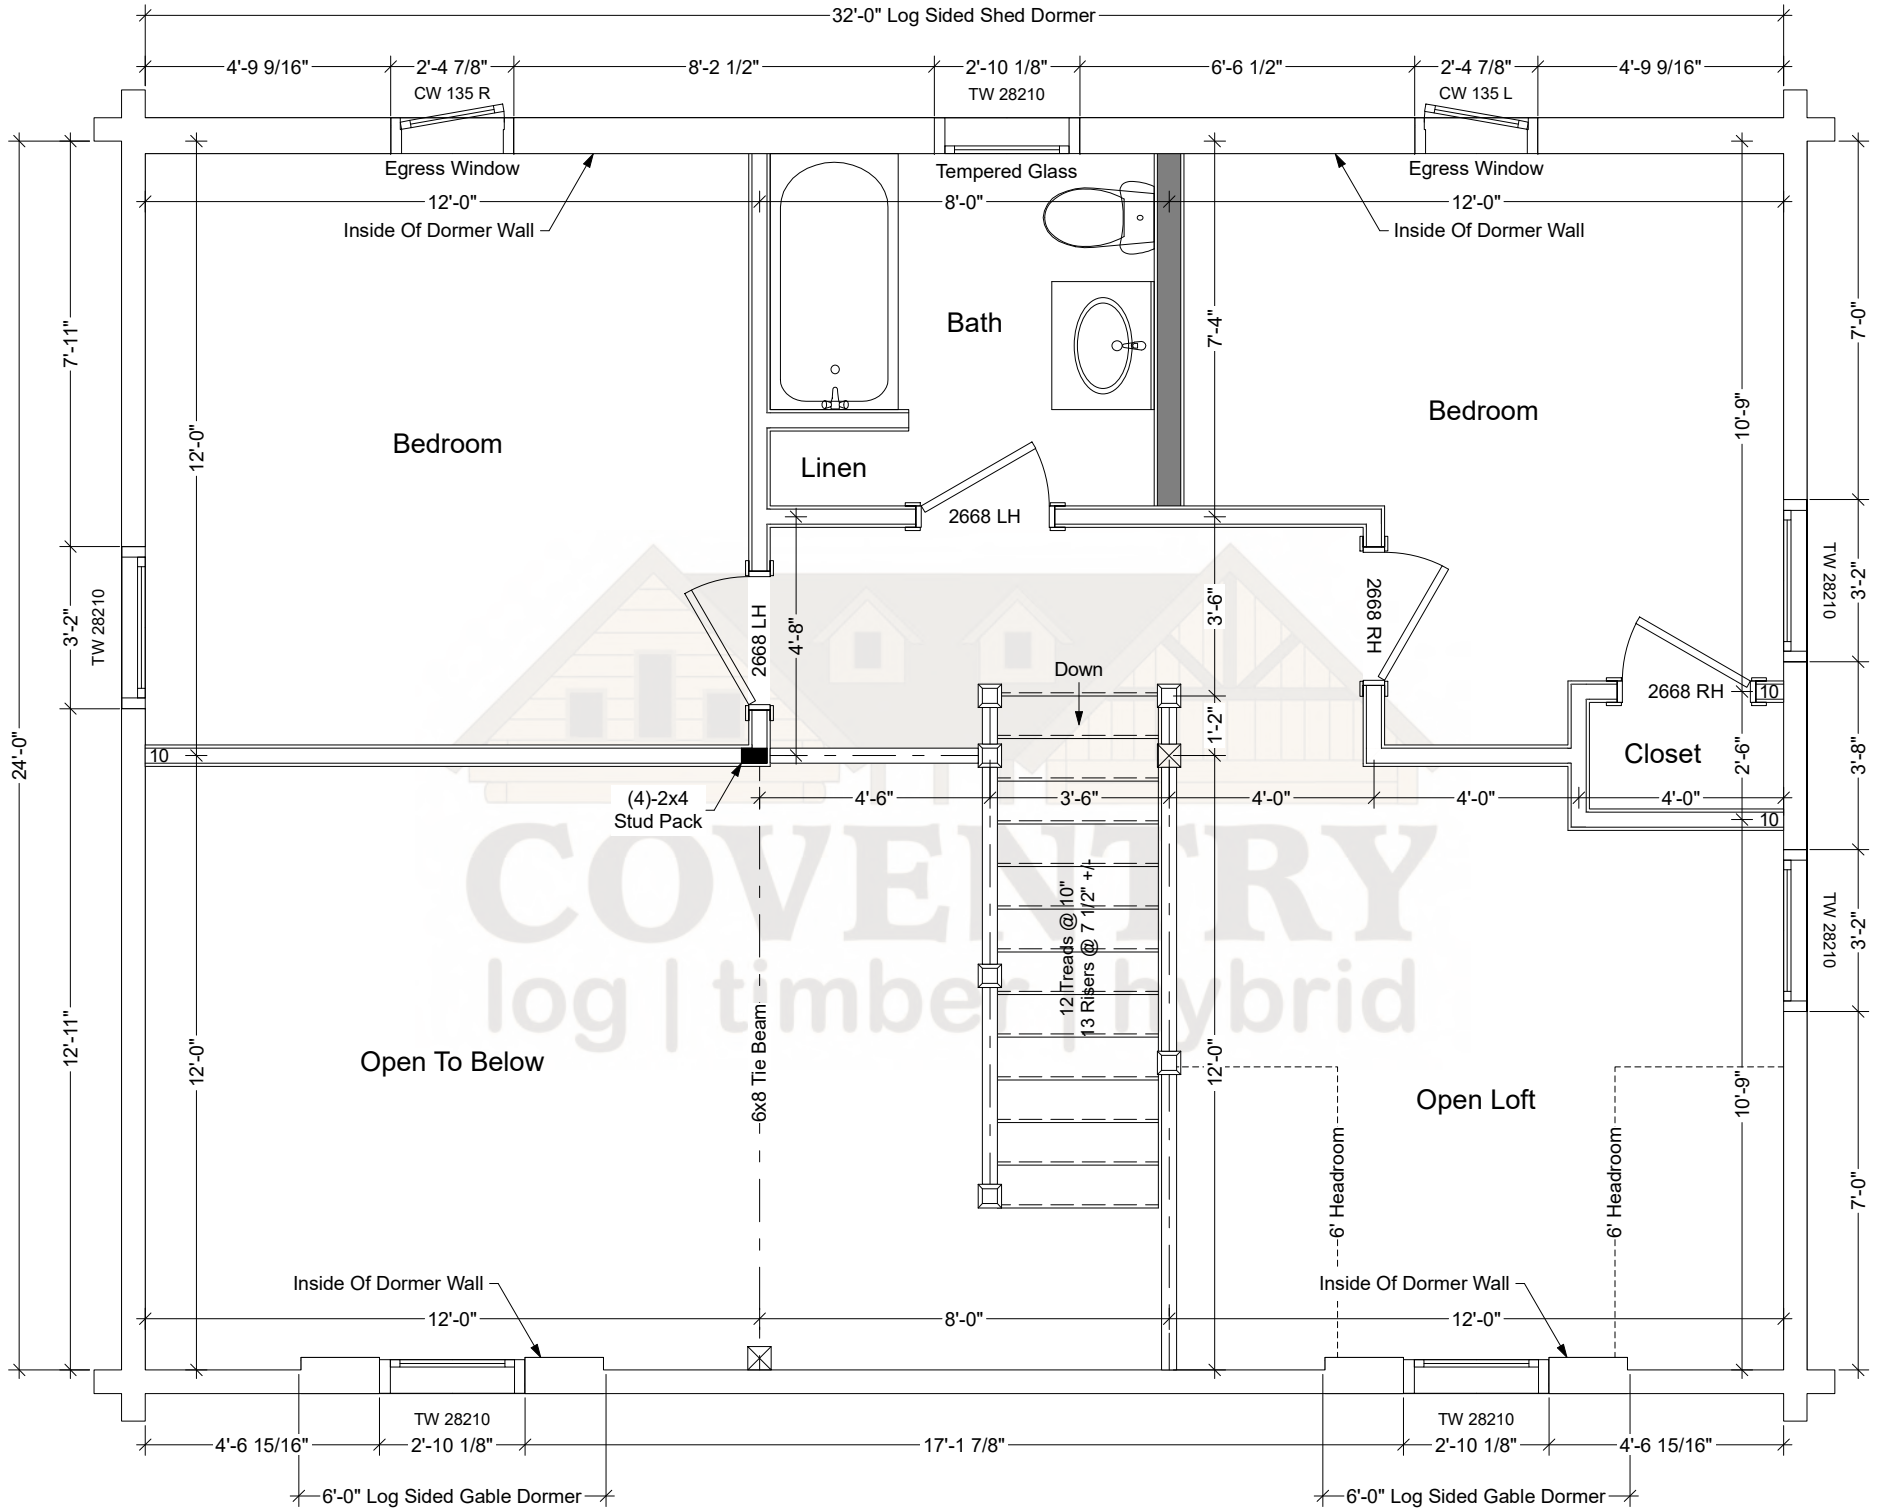 32'-0" Log Sided Shed Dormer
4'-9 9/16" 2'-4 7/8" 8'-2 1/2" 2'-10 1/8" 6'-6 1/2" 2'-4 7/8" 4'-9 9/16"
CW 135 R TW 28210 CW 135 L
Egress Window Tempered Glass Egress Window
12'-0" 8'-0" 12'-0"
Inside Of Dormer Wall Inside Of Dormer Wall
24'-0"
7'-11"
3'-2"
12'-11"
TW 28210
12'-0"
12'-0"
Bedroom
Bath
Linen
Bedroom
7'-4"
3'-6"
1'-2"
12'-0"
10'-9"
2'-6"
10'-9"
7'-0"
3'-2"
3'-8"
3'-2"
7'-0"
TW 28210
TW 28210
2668 LH
2668 LH
4'-8"
2668 RH
2668 RH
10
Down
10
Closet
(4)-2x4
Stud Pack
4'-6" 3'-6" 4'-0" 4'-0" 4'-0"
10
COVENTRY
log | timber | hybrid
12 Treads @ 10"
13 Risers @ 7 1/2" +/-
6x8 Tie Beam
Open To Below
Open Loft
6' Headroom
6' Headroom
Inside Of Dormer Wall Inside Of Dormer Wall
12'-0" 8'-0" 12'-0"
TW 28210 TW 28210
4'-6 15/16" 2'-10 1/8" 17'-1 7/8" 2'-10 1/8" 4'-6 15/16"
6'-0" Log Sided Gable Dormer 6'-0" Log Sided Gable Dormer